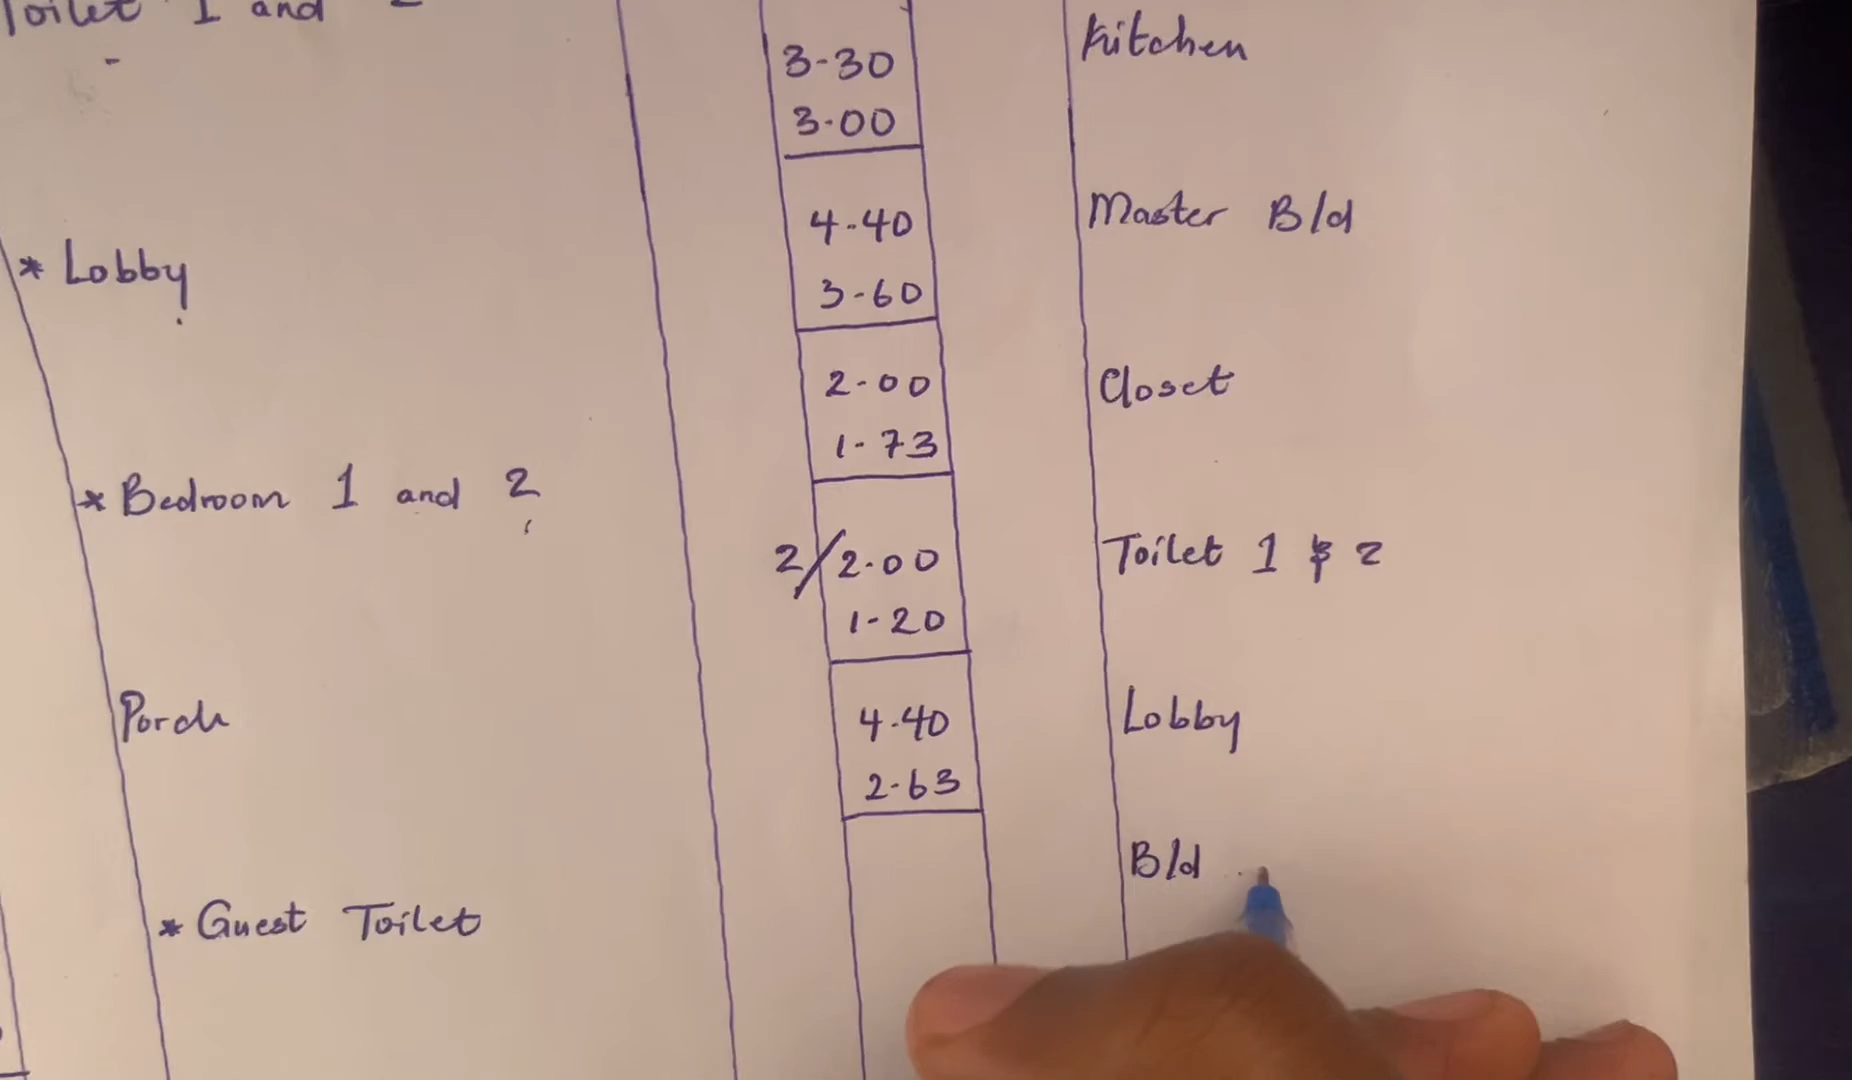 Toilet 1 and
* Lobby
* Bedroom 1 and 2
Porch
* Guest Toilet
3-30
3.00
Kitchen
4-40
3-60
Master B/d
2-00
1-73
Closet
2/2.00
1-20
Toilet 1 & 2
4.40
2-63
Lobby
B/d